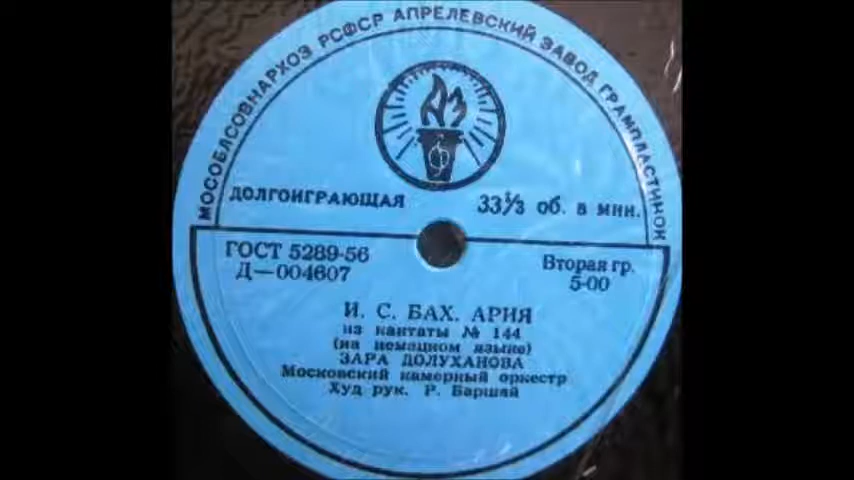 МОСОБЛСОВНАРХОЗ РСФСР АПРЕЛЕВСКИЙ ЗАВОД ГРАМПЛАСТИНОК
АЗ
Ф
ДОЛГОИГРАЮЩАЯ 33⅓ об. в мин.
ГОСТ 5289-56
Д—004607
Вторая гр.
5-00
И. С. БАХ. АРИЯ
из кантаты № 144
(на немецком языке)
ЗАРА ДОЛУХАНОВА
Московский камерный оркестр
Худ рук. Р. Баршай